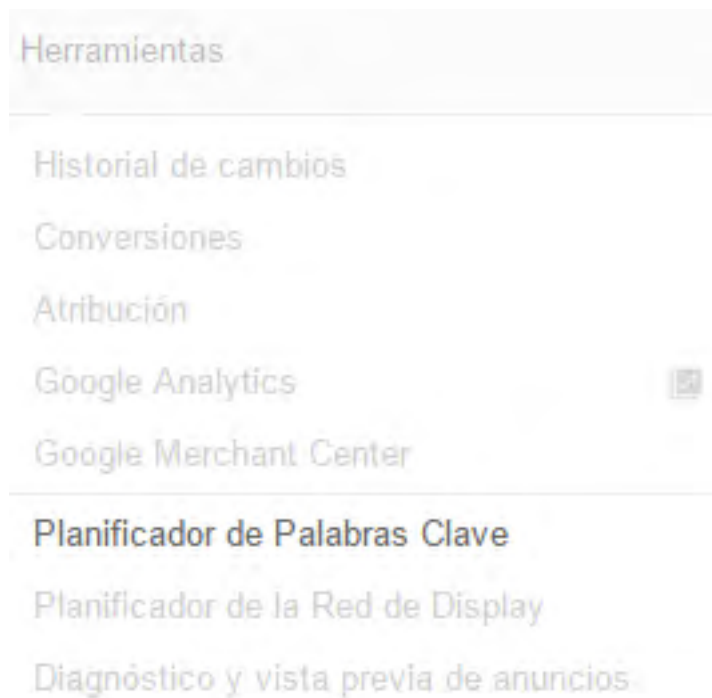 Herramientas
Historial de cambios
Conversiones
Atribución
Google Analytics
Google Merchant Center
Planificador de Palabras Clave
Planificador de la Red de Display
Diagnóstico y vista previa de anuncios